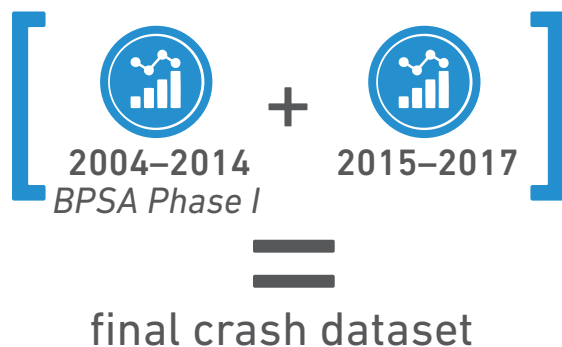 2004–2014 + 2015–2017
BPSA Phase I
=
final crash dataset